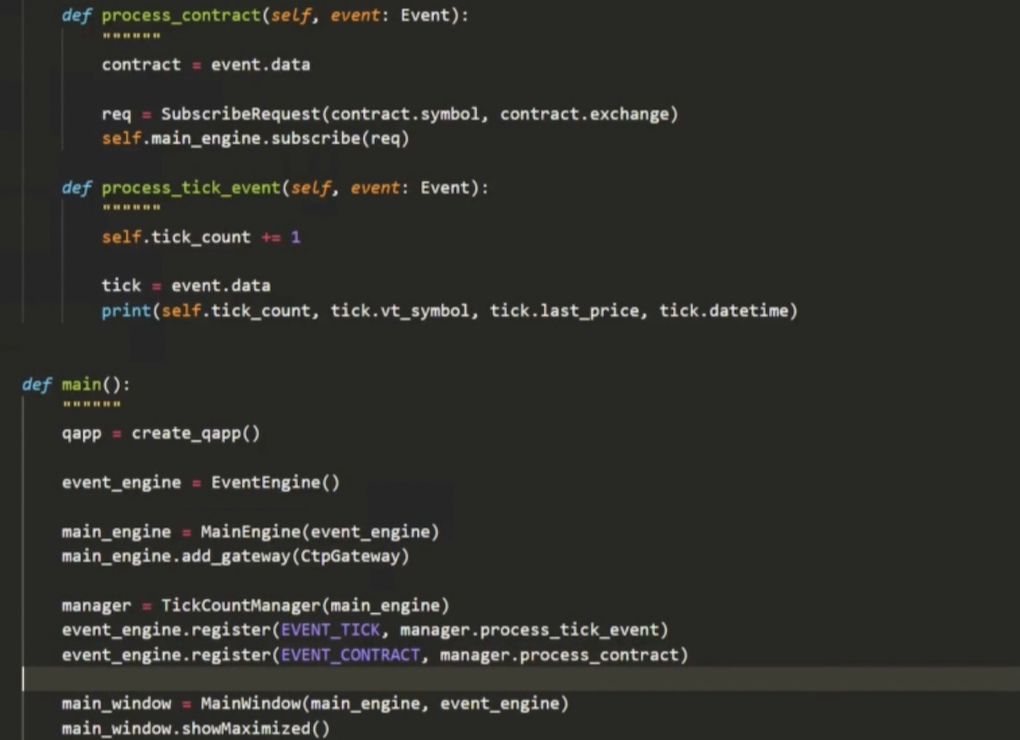 def process_contract(self, event: Event):
""""""
contract = event.data
req = SubscribeRequest(contract.symbol, contract.exchange)
self.main_engine.subscribe(req)
def process_tick_event(self, event: Event):
""""""
self.tick_count += 1
tick = event.data
print(self.tick_count, tick.vt_symbol, tick.last_price, tick.datetime)
def main():
""""""
qapp = create_qapp()
event_engine = EventEngine()
main_engine = MainEngine(event_engine)
main_engine.add_gateway(CtpGateway)
manager = TickCountManager(main_engine)
event_engine.register(EVENT_TICK, manager.process_tick_event)
event_engine.register(EVENT_CONTRACT, manager.process_contract)
main_window = MainWindow(main_engine, event_engine)
main_window.showMaximized()